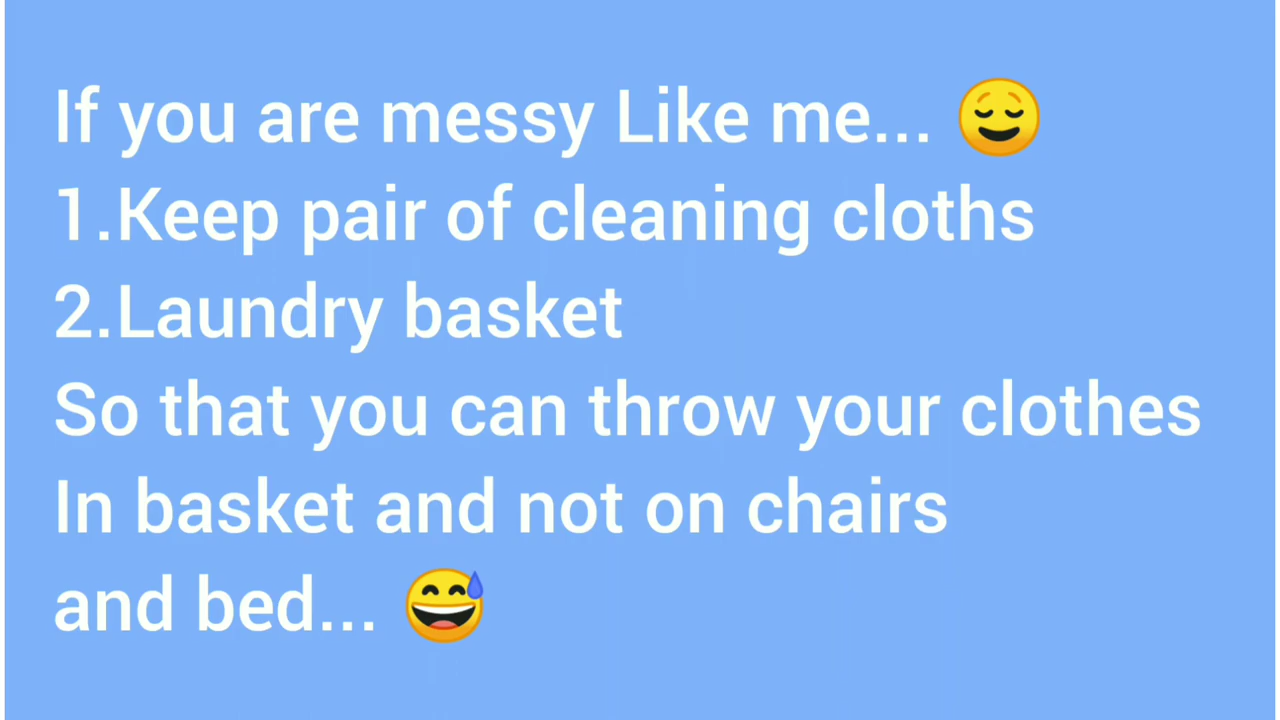 If you are messy Like me... 😌
1.Keep pair of cleaning cloths
2.Laundry basket
So that you can throw your clothes
In basket and not on chairs
and bed... 😅